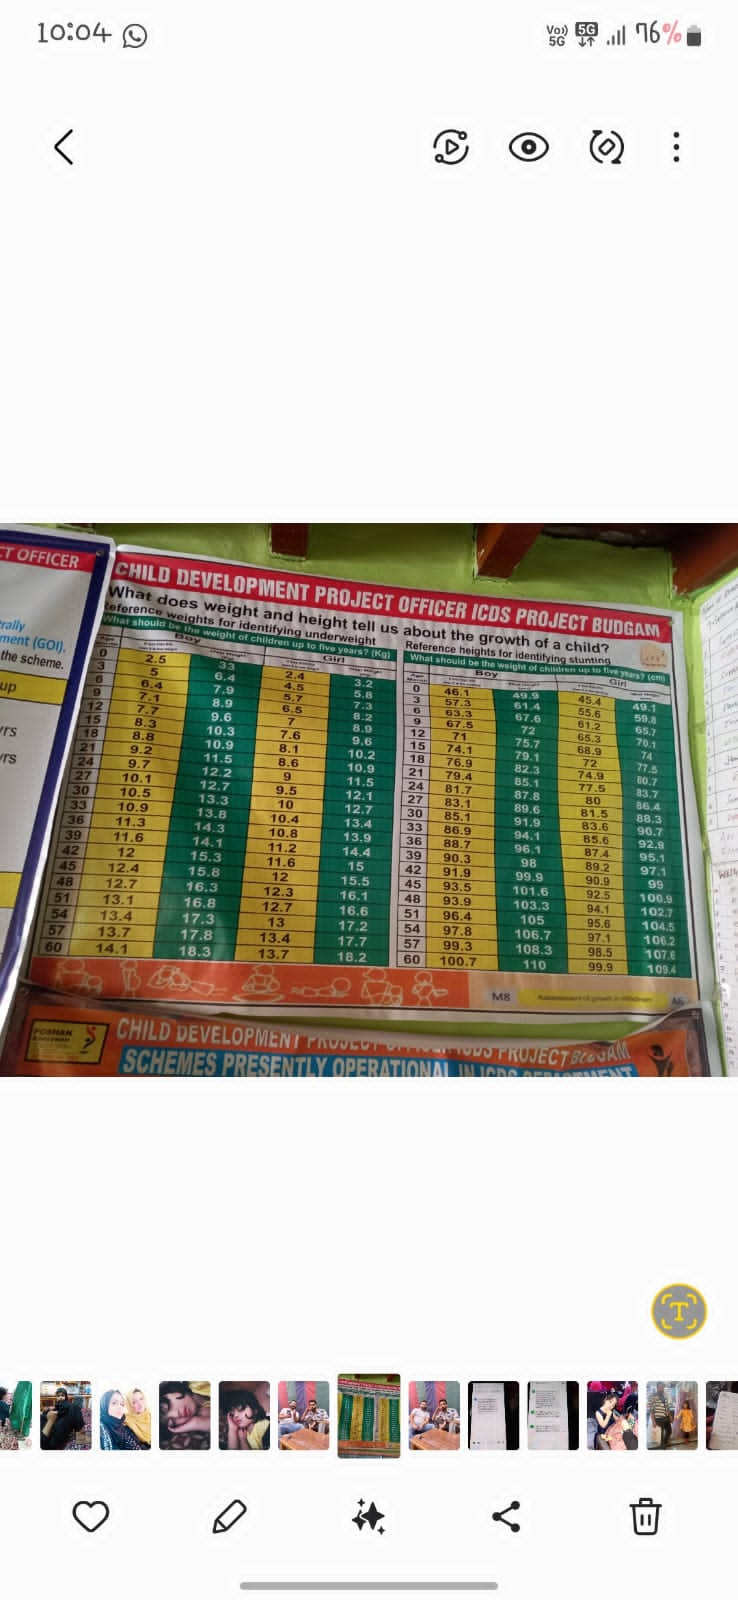 10:04
Vo)) 5G 5G 76%
CT OFFICER
rally
ment (GOI).
the scheme.
up
yrs
yrs
CHILD DEVELOPMENT PROJECT OFFICER ICDS PROJECT BUDGAM
What does weight and height tell us about the growth of a child?
Reference weights for identifying underweight
What should be the weight of children up to five years? (Kg)
Age Boy Girl
0 2.5 33 2.4 3.2
3 5 6.4 4.5 5.8
6 6.4 7.9 5.7 7.3
9 7.1 8.9 6.5 8.2
12 7.7 9.6 7 8.9
15 8.3 10.3 7.6 9,6
18 8.8 10.9 8.1 10.2
21 9.2 11.5 8.6 10.9
24 9.7 12.2 9 11.5
27 10.1 12.7 9.5 12.1
30 10.5 13.3 10 12.7
33 10.9 13.8 10.4 13.4
36 11.3 14.3 10.8 13.9
39 11.6 14.1 11.2 14.4
42 12 15.3 11.6 15
45 12.4 15.8 12 15.5
48 12.7 16.3 12.3 16.1
51 13.1 16.8 12.7 16.6
54 13.4 17.3 13 17.2
57 13.7 17.8 13.4 17.7
60 14.1 18.3 13.7 18.2
Reference heights for identifying stunting
What should be the weight of children up to five years? (cm)
Age Boy Girl
0 46.1 49.9 45.4 49.1
3 57.3 61.4 55.6 59.8
6 63.3 67.6 61.2 65.7
9 67.5 72 65.3 70.1
12 71 75.7 68.9 74
15 74.1 79.1 72 77.5
18 76.9 82.3 74.9 80.7
21 79.4 85.1 77.5 83.7
24 81.7 87.8 80 86.4
27 83.1 89.6 81.5 88.3
30 85.1 91.9 83.6 90.7
33 86.9 94.1 85.6 92.9
36 88.7 96.1 87.4 95.1
39 90.3 98 89.2 97.1
42 91.9 99.9 90.9 99
45 93.5 101.6 92.5 100.9
48 93.9 103.3 94.1 102.7
51 96.4 105 95.6 104.5
54 97.8 106.7 97.1 106.2
57 99.3 108.3 98.5 107.6
60 100.7 110 99.9 109.4
M8 Assessment of growth in children
POSHAN
CHILD DEVELOPMENT PROJECT OFFICER ICDS PROJECT BUDGAM
SCHEMES PRESENTLY OPERATIONAL IN ICDS DEPARTMENT
T